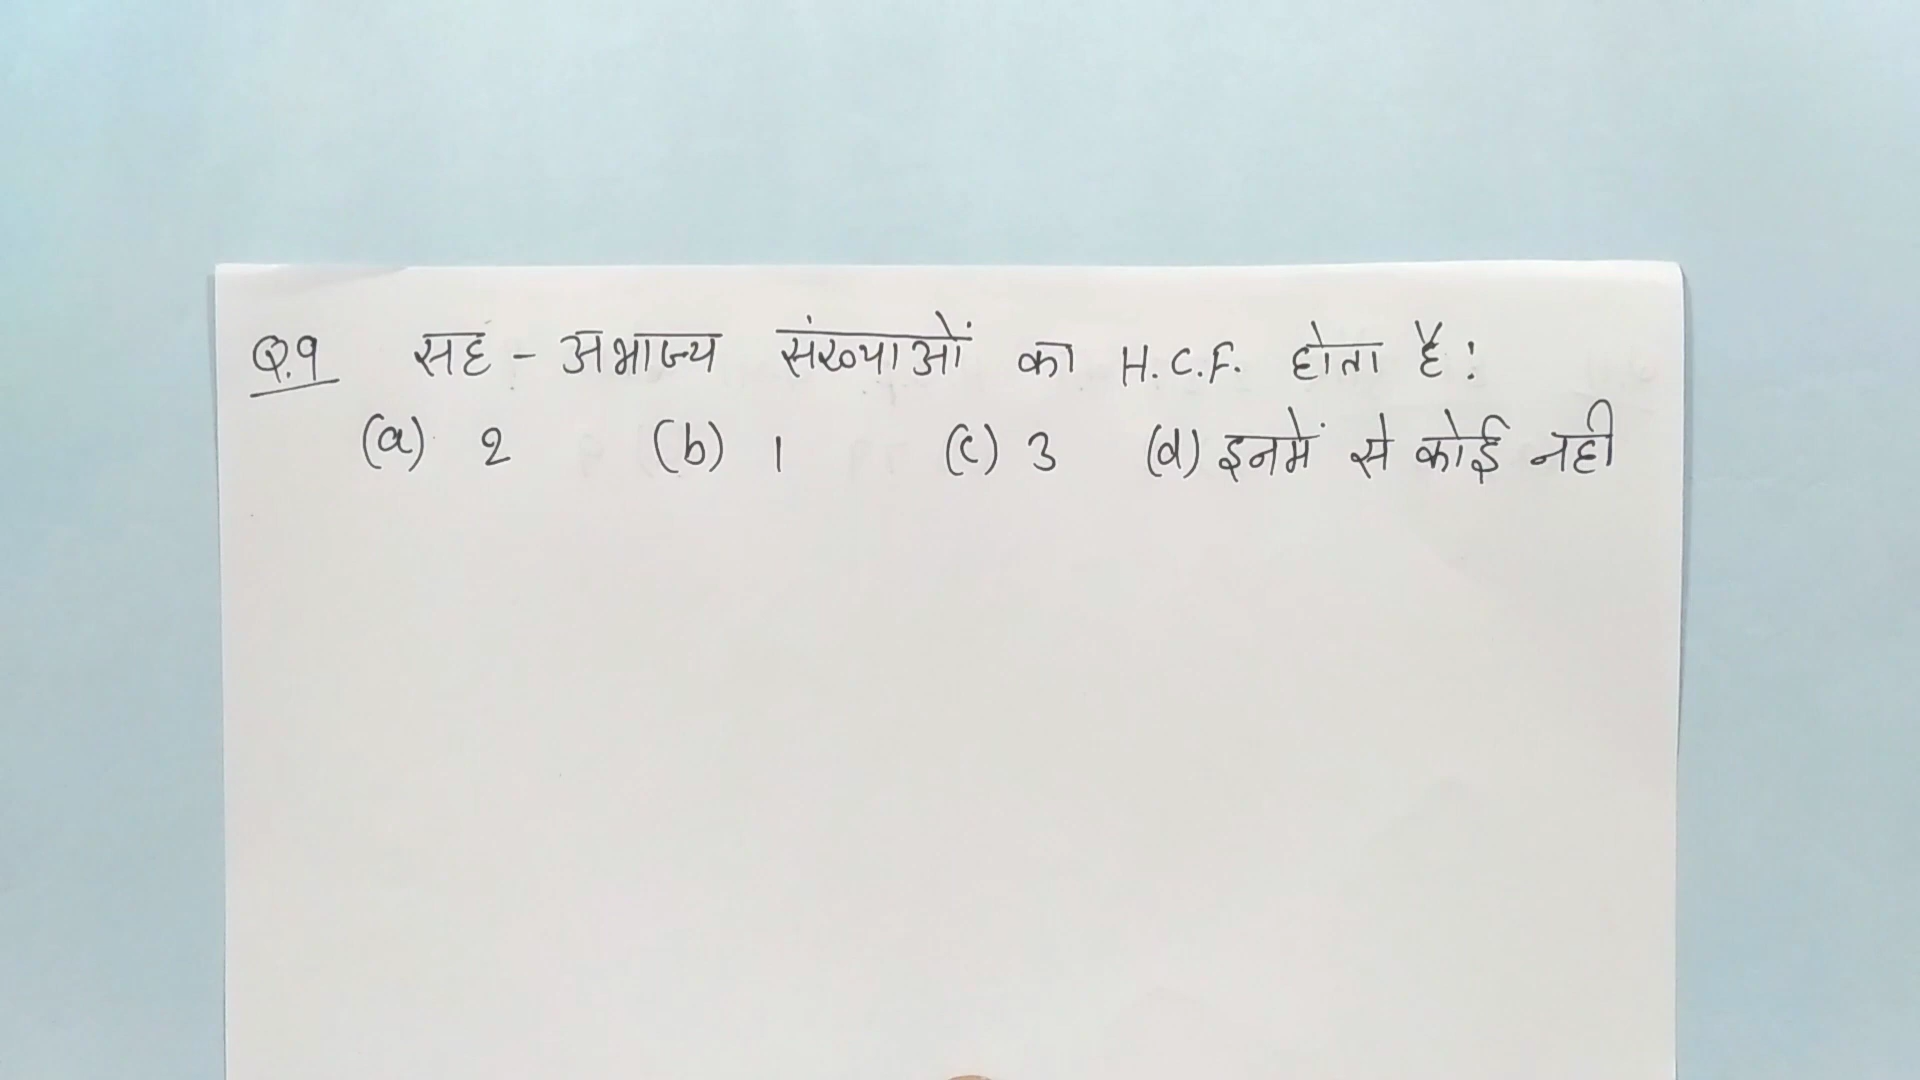 Q.9 सह - अभाज्य संख्याओं का H.C.F. होता है :
(a) 2 (b) 1 (c) 3 (d) इनमें से कोई नही